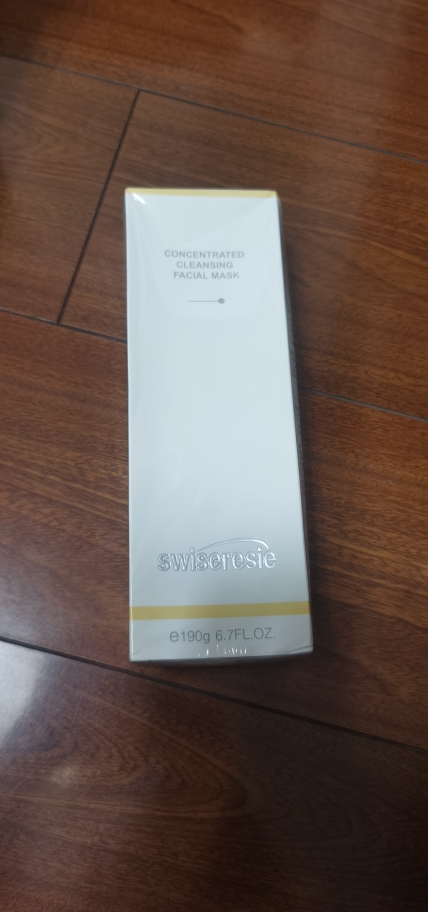 CONCENTRATED
CLEANSING
FACIAL MASK
swiseresie
℮190g 6.7FL.OZ.